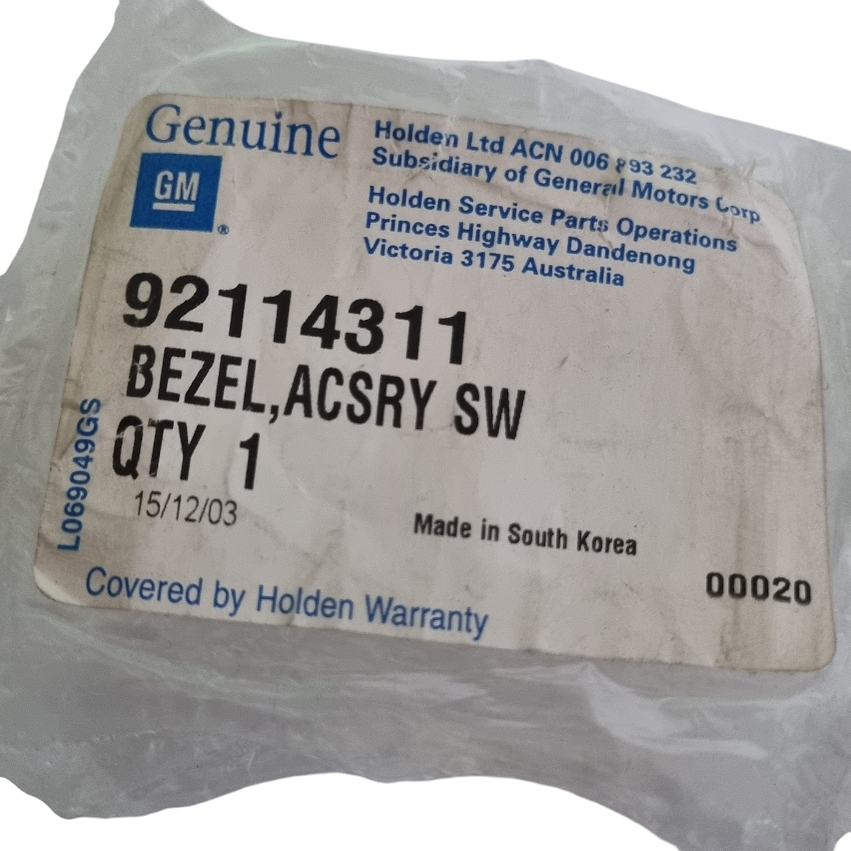 Genuine
GM
®
Holden Ltd ACN 006 893 232
Subsidiary of General Motors Corp
Holden Service Parts Operations
Princes Highway Dandenong
Victoria 3175 Australia
92114311
BEZEL,ACSRY SW
QTY 1
15/12/03
L069049GS
Made in South Korea
00020
Covered by Holden Warranty